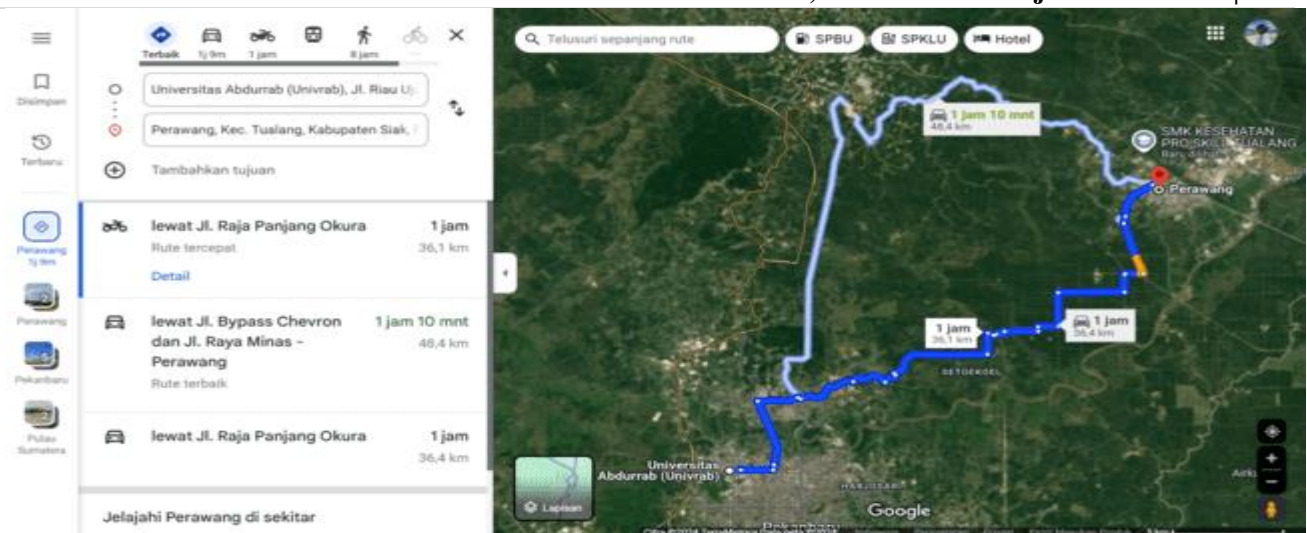 Terbaik
1j 9m
1 jam
8 jam
Disimpan
Terbaru
Perawang
1j 9m
Perawang
Pekanbaru
Pulau
Sumatera
Universitas Abdurrab (Univrab), Jl. Riau U
Perawang, Kec. Tualang, Kabupaten Siak,
Tambahkan tujuan
lewat Jl. Raja Panjang Okura 1 jam
Rute tercepat 36,1 km
Detail
lewat Jl. Bypass Chevron 1 jam 10 mnt
dan Jl. Raya Minas – 48,4 km
Perawang
Rute terbaik
lewat Jl. Raja Panjang Okura 1 jam
36,4 km
Jelajahi Perawang di sekitar
Telusuri sepanjang rute
SPBU
SPKLU
Hotel
1 jam 10 mnt
48,4 km
SMK KESEHATAN
PRO SKILL TUALANG
Perawang
1 jam
36,1 km
1 jam
36,4 km
Universitas
Abdurrab (Univrab)
Lapisan
Google
Pekanbaru